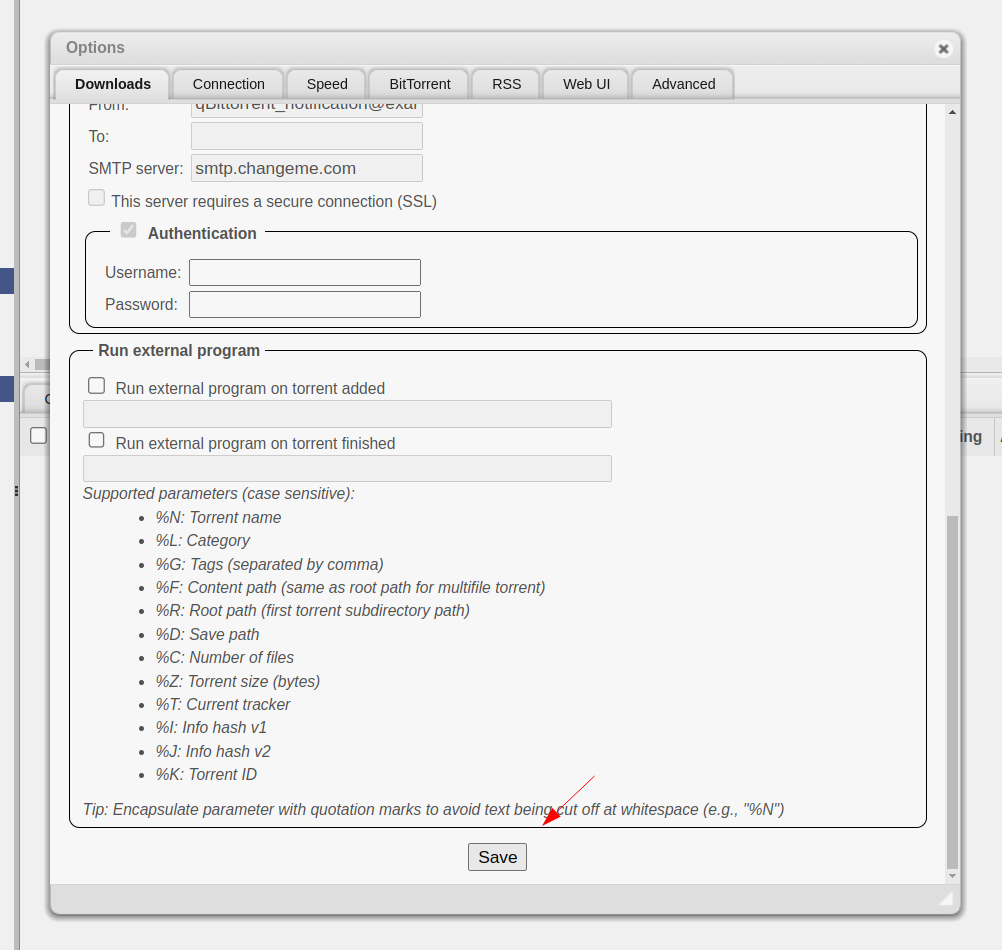 Options
Downloads Connection Speed BitTorrent RSS Web UI Advanced
From: qBittorrent_notification@exar
To:
SMTP server: smtp.changeme.com
This server requires a secure connection (SSL)
Authentication
Username:
Password:
Run external program
Run external program on torrent added
Run external program on torrent finished
ing
Supported parameters (case sensitive):
%N: Torrent name
%L: Category
%G: Tags (separated by comma)
%F: Content path (same as root path for multifile torrent)
%R: Root path (first torrent subdirectory path)
%D: Save path
%C: Number of files
%Z: Torrent size (bytes)
%T: Current tracker
%I: Info hash v1
%J: Info hash v2
%K: Torrent ID
Tip: Encapsulate parameter with quotation marks to avoid text being cut off at whitespace (e.g., "%N")
Save